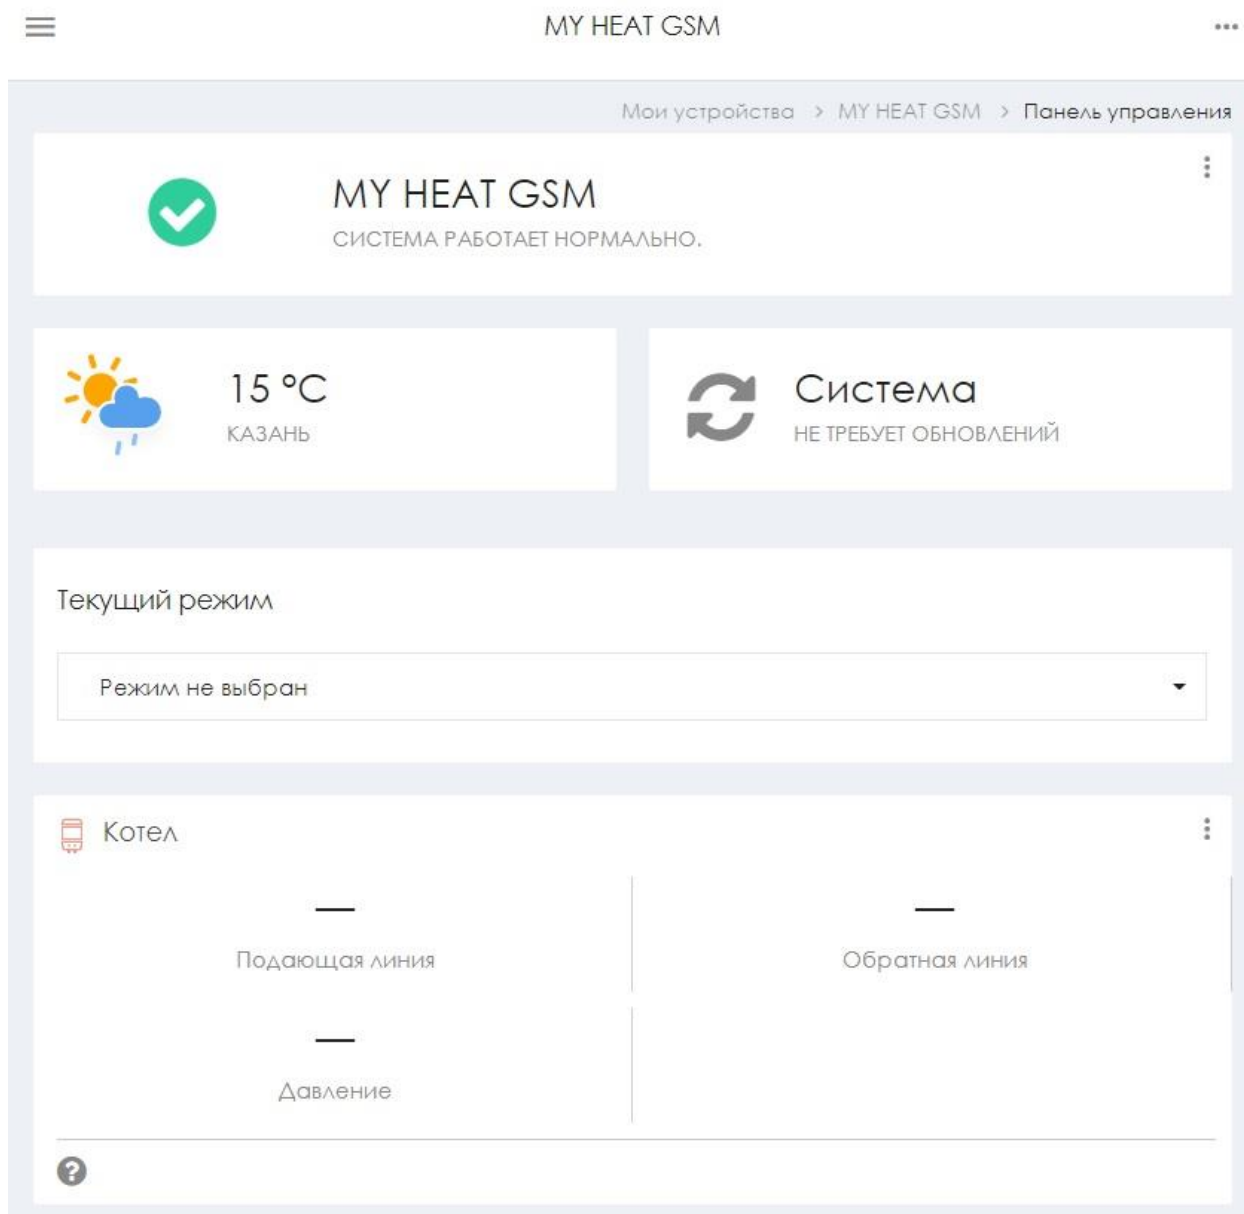 MY HEAT GSM
Мои устройства > MY HEAT GSM > Панель управления
MY HEAT GSM
СИСТЕМА РАБОТАЕТ НОРМАЛЬНО.
15 °C
КАЗАНЬ
Система
НЕ ТРЕБУЕТ ОБНОВЛЕНИЙ
Текущий режим
Режим не выбран
Котел
— —
Подающая линия Обратная линия
—
Давление